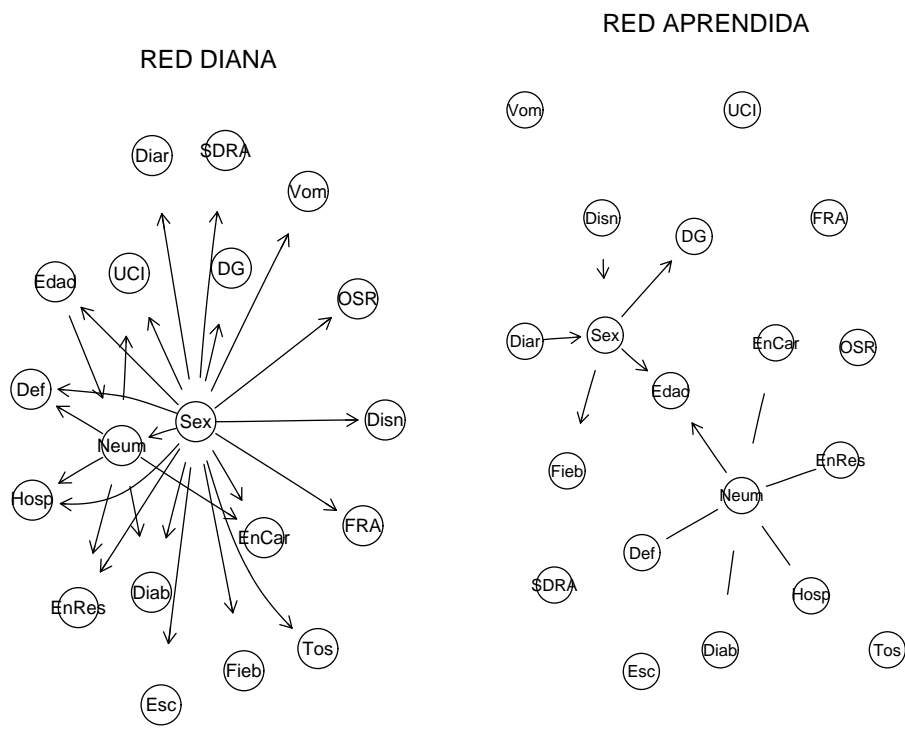 RED DIANA
Diar
SDRA
Vom
UCI
DG
Edad
OSR
Def
Sex
Disn
Neum
Hosp
FRA
EnCar
Diab
EnRes
Tos
Fieb
Esc
RED APRENDIDA
Vom
UCI
Disn
FRA
DG
Sex
Diar
EnCar
OSR
Edad
EnRes
Fieb
Neum
Def
SDRA
Hosp
Diab
Tos
Esc